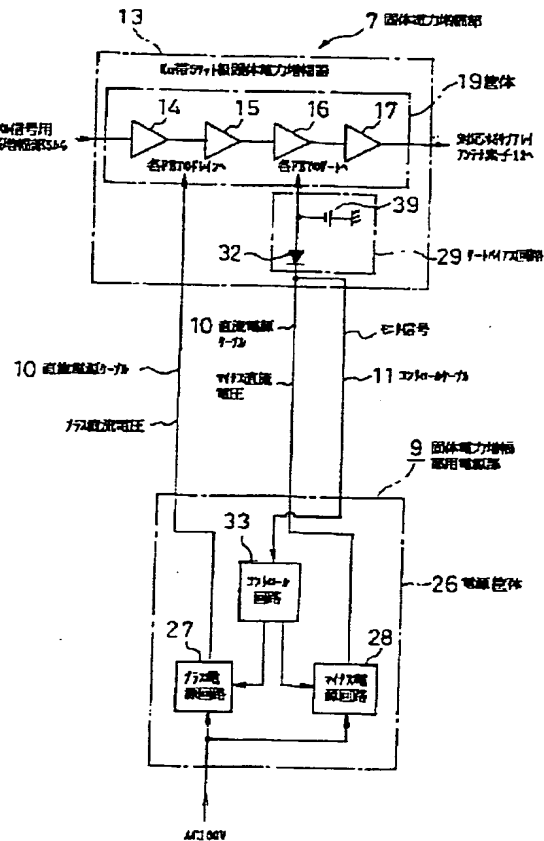 13
7 固体電力増幅部
Ku帯ラット級固体電力増幅器
19 筐体
14
15
16
17
信号用
各FETのドレインへ
各FETのゲートへ
39
32
29 ゲートバイアス回路
10 直流電源
ケーブル
モニタ信号
10 直流電源ケーブル
マイナス直流
電圧
11 コントロールケーブル
プラス直流電圧
9 固体電力増幅
部用電源部
33
コントロール
回路
26 電源筐体
27
プラス電
源回路
28
マイナス電
源回路